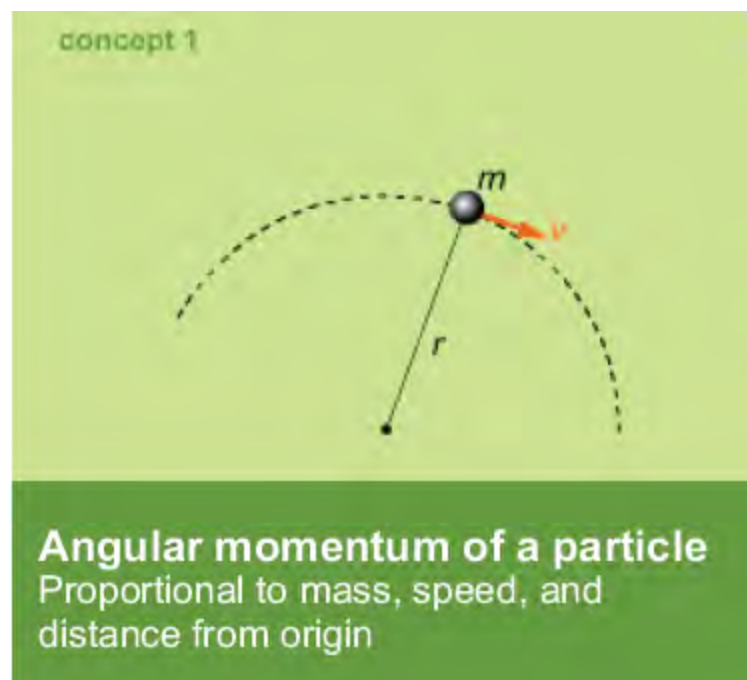 concept 1
m
v
r
Angular momentum of a particle
Proportional to mass, speed, and
distance from origin